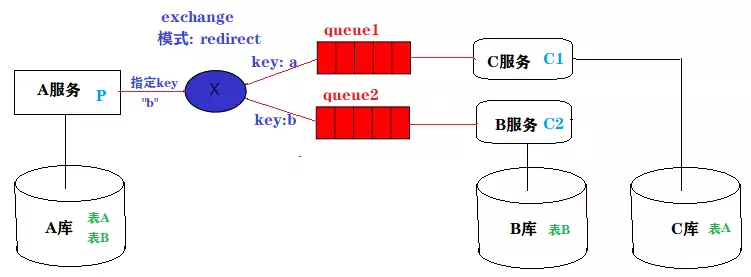 exchange
模式: redirect
queue1
key: a
C服务 C1
A服务 P
指定key
"b"
X
queue2
key:b
B服务 C2
A库
表A
表B
B库 表B
C库 表A